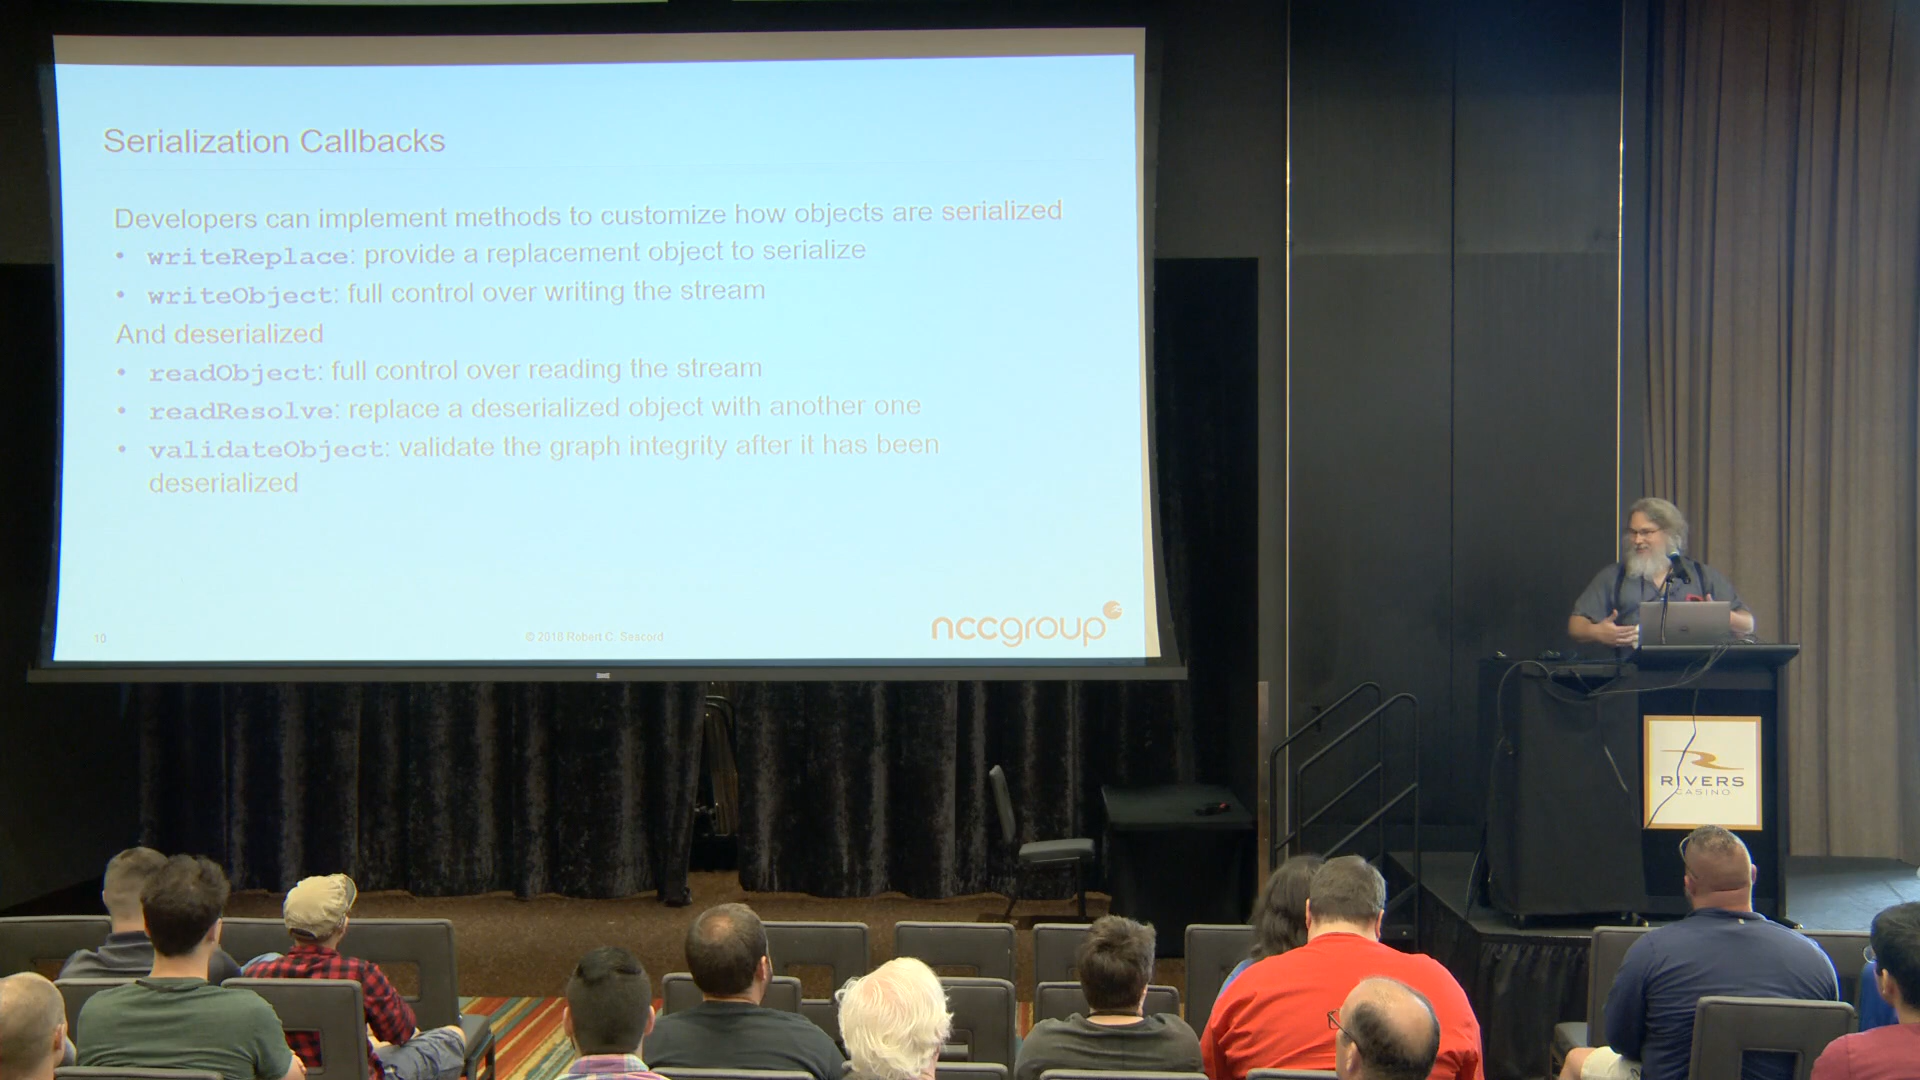 Serialization Callbacks
Developers can implement methods to customize how objects are serialized
• writeReplace: provide a replacement object to serialize
• writeObject: full control over writing the stream
And deserialized
• readObject: full control over reading the stream
• readResolve: replace a deserialized object with another one
• validateObject: validate the graph integrity after it has been
deserialized
10
© 2018 Robert C. Seacord
nccgroup
RIVERS
CASINO